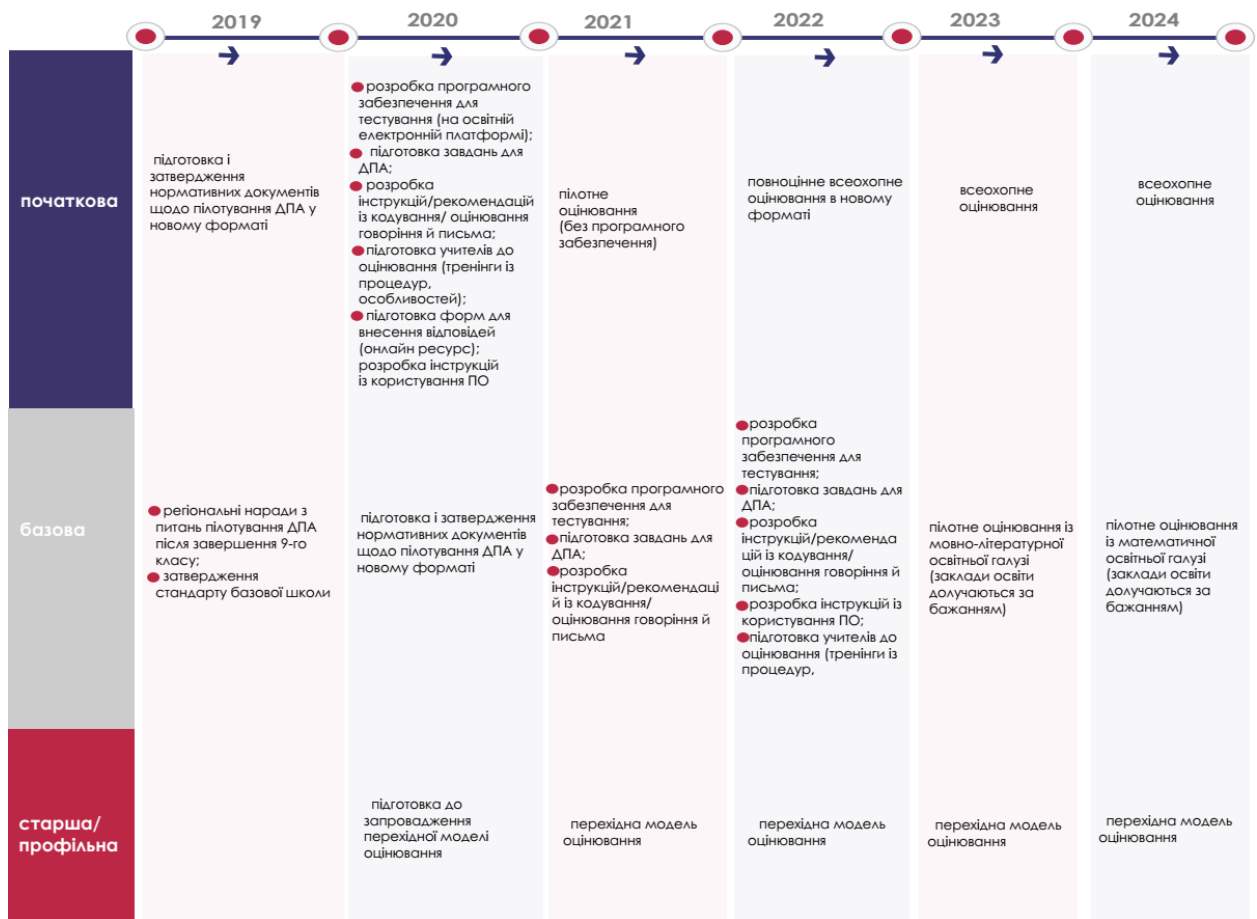 2019
2020
2021
2022
2023
2024
початкова
підготовка і
затвердження
нормативних документів
щодо пілотування ДПА у
новому форматі
розробка програмного
забезпечення для
тестування (на освітній
електронній платформі);
підготовка завдань для
ДПА;
розробка
інструкцій/рекомендацій
із кодування/ оцінювання
говоріння й письма;
підготовка учителів до
оцінювання (тренінги із
процедур,
особливостей);
підготовка форм для
внесення відповідей
(онлайн ресурс);
розробка інструкцій
із користування ПО
пілотне
оцінювання
(без програмного
забезпечення)
повноцінне всеохопне
оцінювання в новому
форматі
всеохопне
оцінювання
всеохопне
оцінювання
базова
регіональні наради з
питань пілотування ДПА
після завершення 9-го
класу;
затвердження
стандарту базової школи
підготовка і затвердження
нормативних документів
щодо пілотування ДПА у
новому форматі
розробка програмного
забезпечення для
тестування;
підготовка завдань для
ДПА;
розробка
інструкцій/рекомендаці
й із кодування/
оцінювання говоріння й
письма
розробка
програмного
забезпечення для
тестування;
підготовка завдань для
ДПА;
розробка
інструкцій/рекоменда
цій із кодування/
оцінювання говоріння й
письма;
розробка інструкцій із
користування ПО;
підготовка учителів до
оцінювання (тренінги із
процедур,
пілотне оцінювання із
мовно-літературної
освітньої галузі
(заклади освіти
долучаються за
бажанням)
пілотне оцінювання
із математичної
освітньої галузі
(заклади освіти
долучаються за
бажанням)
старша/
профільна
підготовка до
запровадження
перехідної моделі
оцінювання
перехідна модель
оцінювання
перехідна модель
оцінювання
перехідна модель
оцінювання
перехідна модель
оцінювання